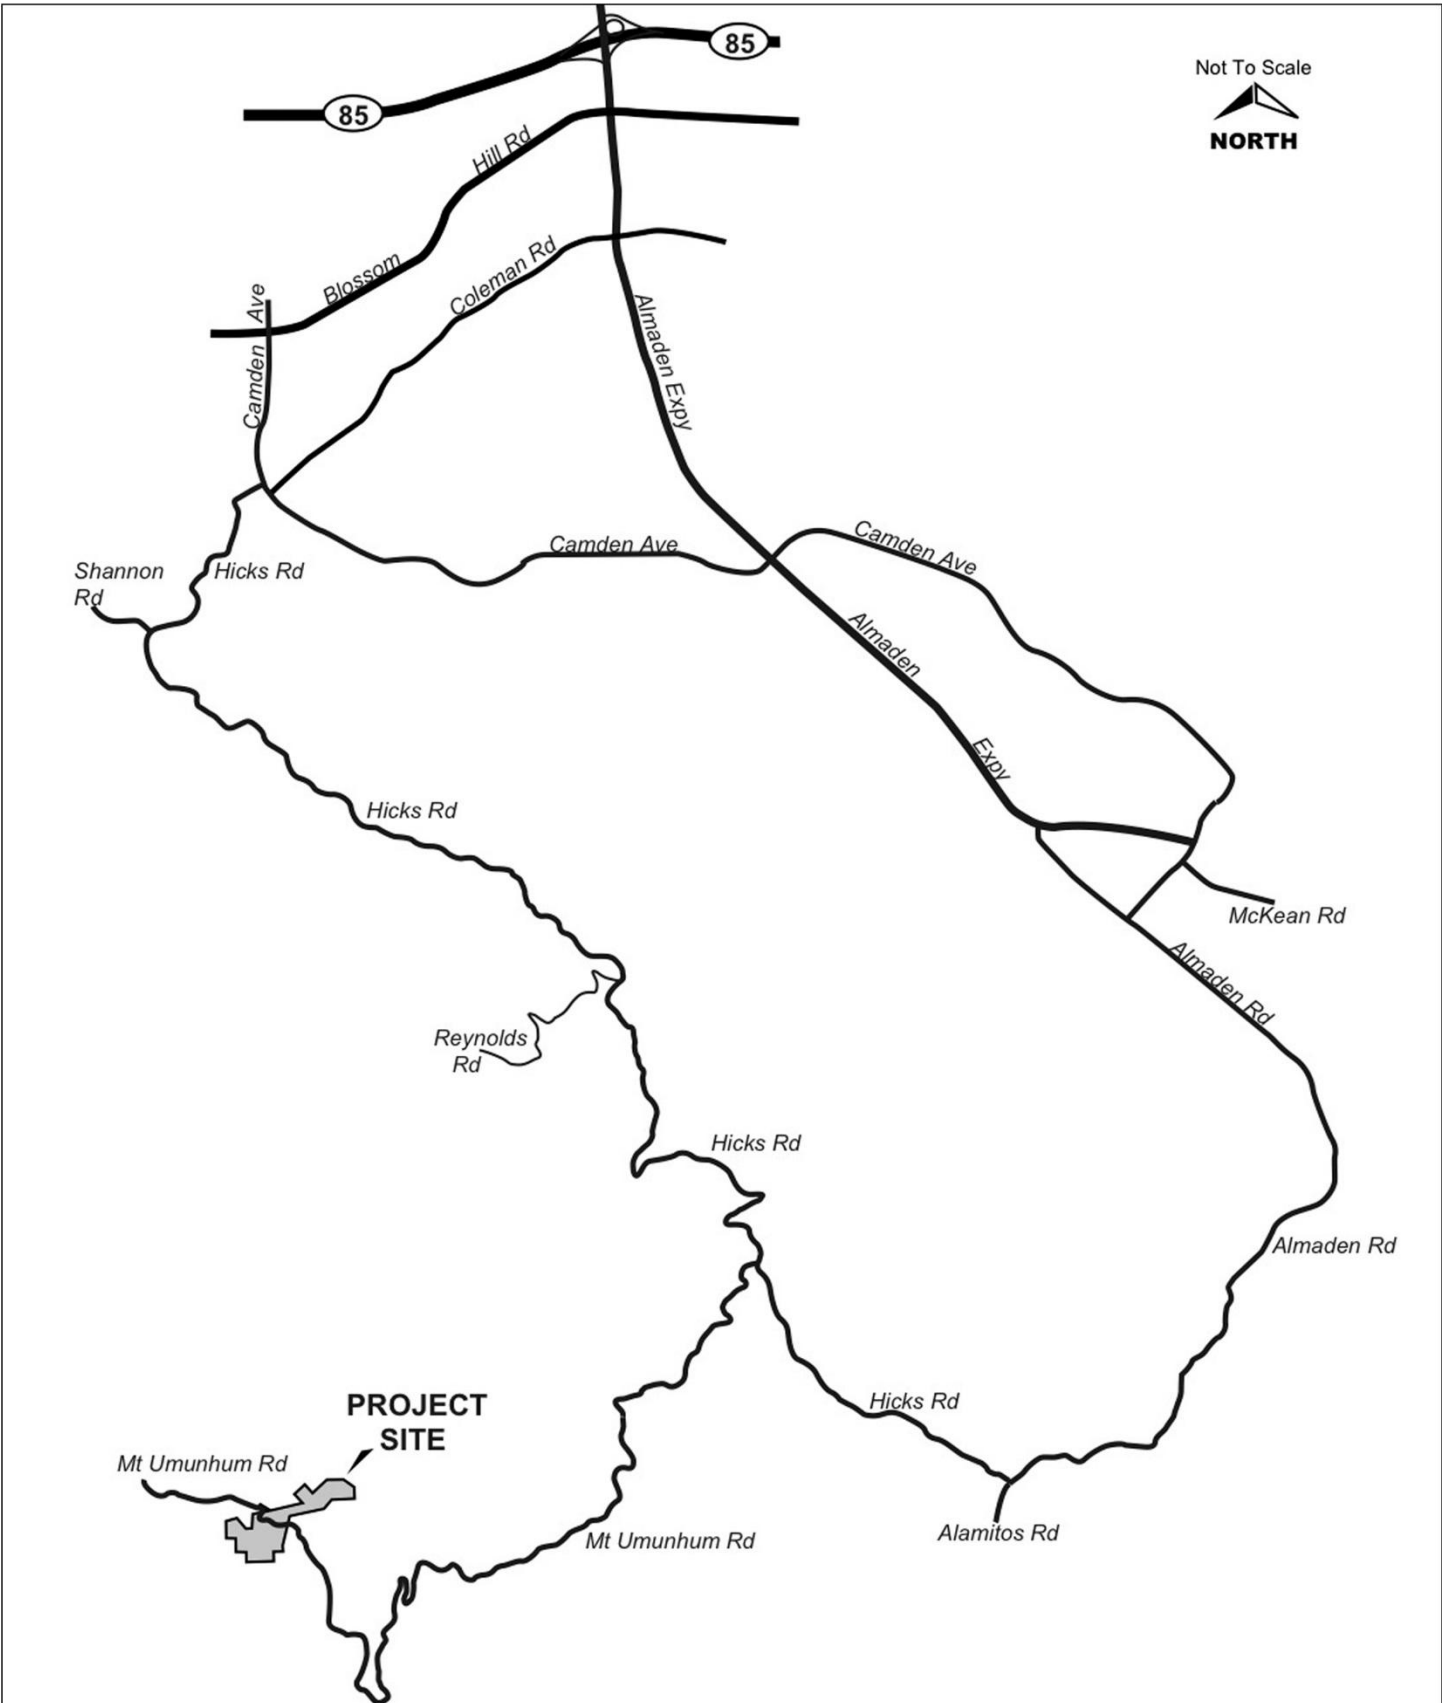 85
85
Not To Scale
NORTH
Blossom Hill Rd
Coleman Rd
Camden Ave
Almaden Expy
Camden Ave
Camden Ave
Shannon
Rd
Hicks Rd
Almaden Expy
Hicks Rd
McKean Rd
Almaden Rd
Reynolds
Rd
Hicks Rd
Almaden Rd
Hicks Rd
PROJECT
SITE
Mt Umunhum Rd
Alamitos Rd
Mt Umunhum Rd